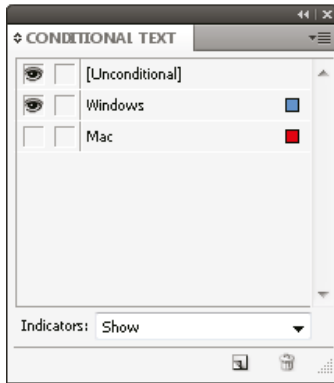 CONDITIONAL TEXT
[Unconditional]
Windows
Mac
Indicators: Show